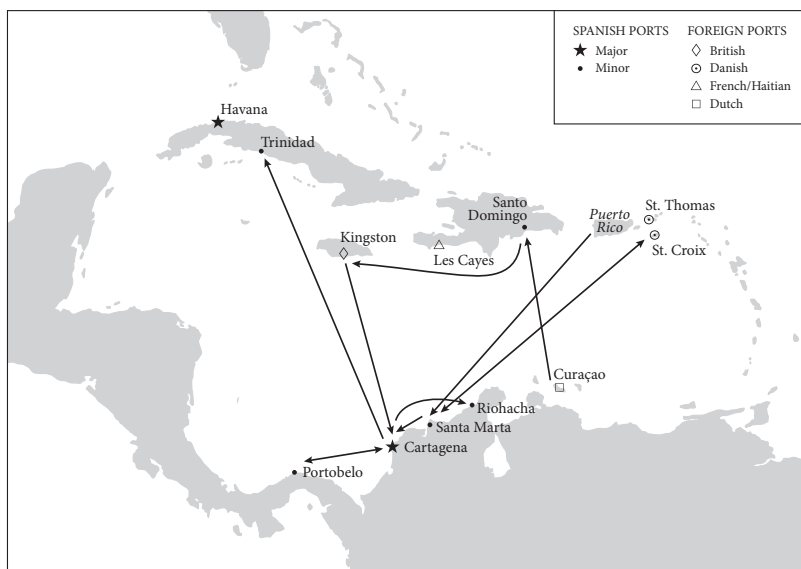 SPANISH PORTS
Major
Minor
FOREIGN PORTS
British
Danish
French/Haitian
Dutch
Havana
Trinidad
Santo
Domingo
Puerto
Rico
St. Thomas
St. Croix
Kingston
Les Cayes
Curaçao
Riohacha
Santa Marta
Cartagena
Portobelo